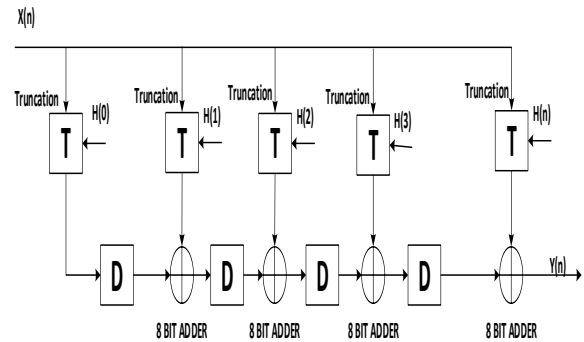 X(n)
Truncation
Truncation
Truncation
Truncation
Truncation
H(0)
H(1)
H(2)
H(3)
H(n)
T
T
T
T
T
D
D
D
D
Y(n)
8 BIT ADDER
8 BIT ADDER
8 BIT ADDER
8 BIT ADDER